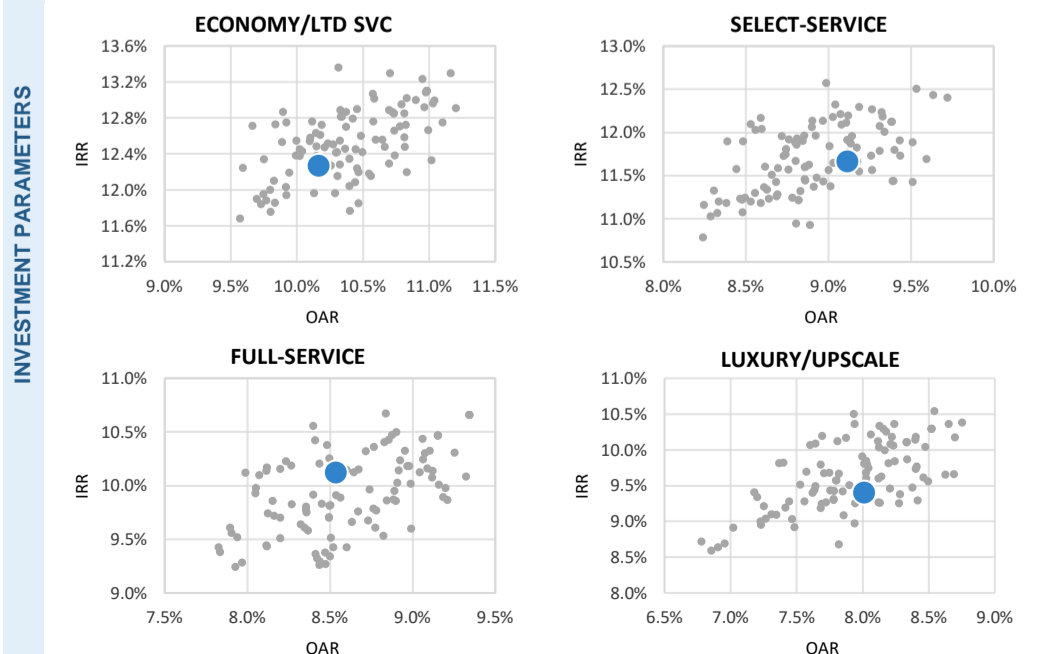 INVESTMENT PARAMETERS
ECONOMY/LTD SVC
13.6%
13.2%
12.8%
12.4%
12.0%
11.6%
11.2%
IRR
9.0% 9.5% 10.0% 10.5% 11.0% 11.5%
OAR
SELECT-SERVICE
13.0%
12.5%
12.0%
11.5%
11.0%
10.5%
IRR
8.0% 8.5% 9.0% 9.5% 10.0%
OAR
FULL-SERVICE
11.0%
10.5%
10.0%
9.5%
9.0%
IRR
7.5% 8.0% 8.5% 9.0% 9.5%
OAR
LUXURY/UPSCALE
11.0%
10.5%
10.0%
9.5%
9.0%
8.5%
8.0%
IRR
6.5% 7.0% 7.5% 8.0% 8.5% 9.0%
OAR